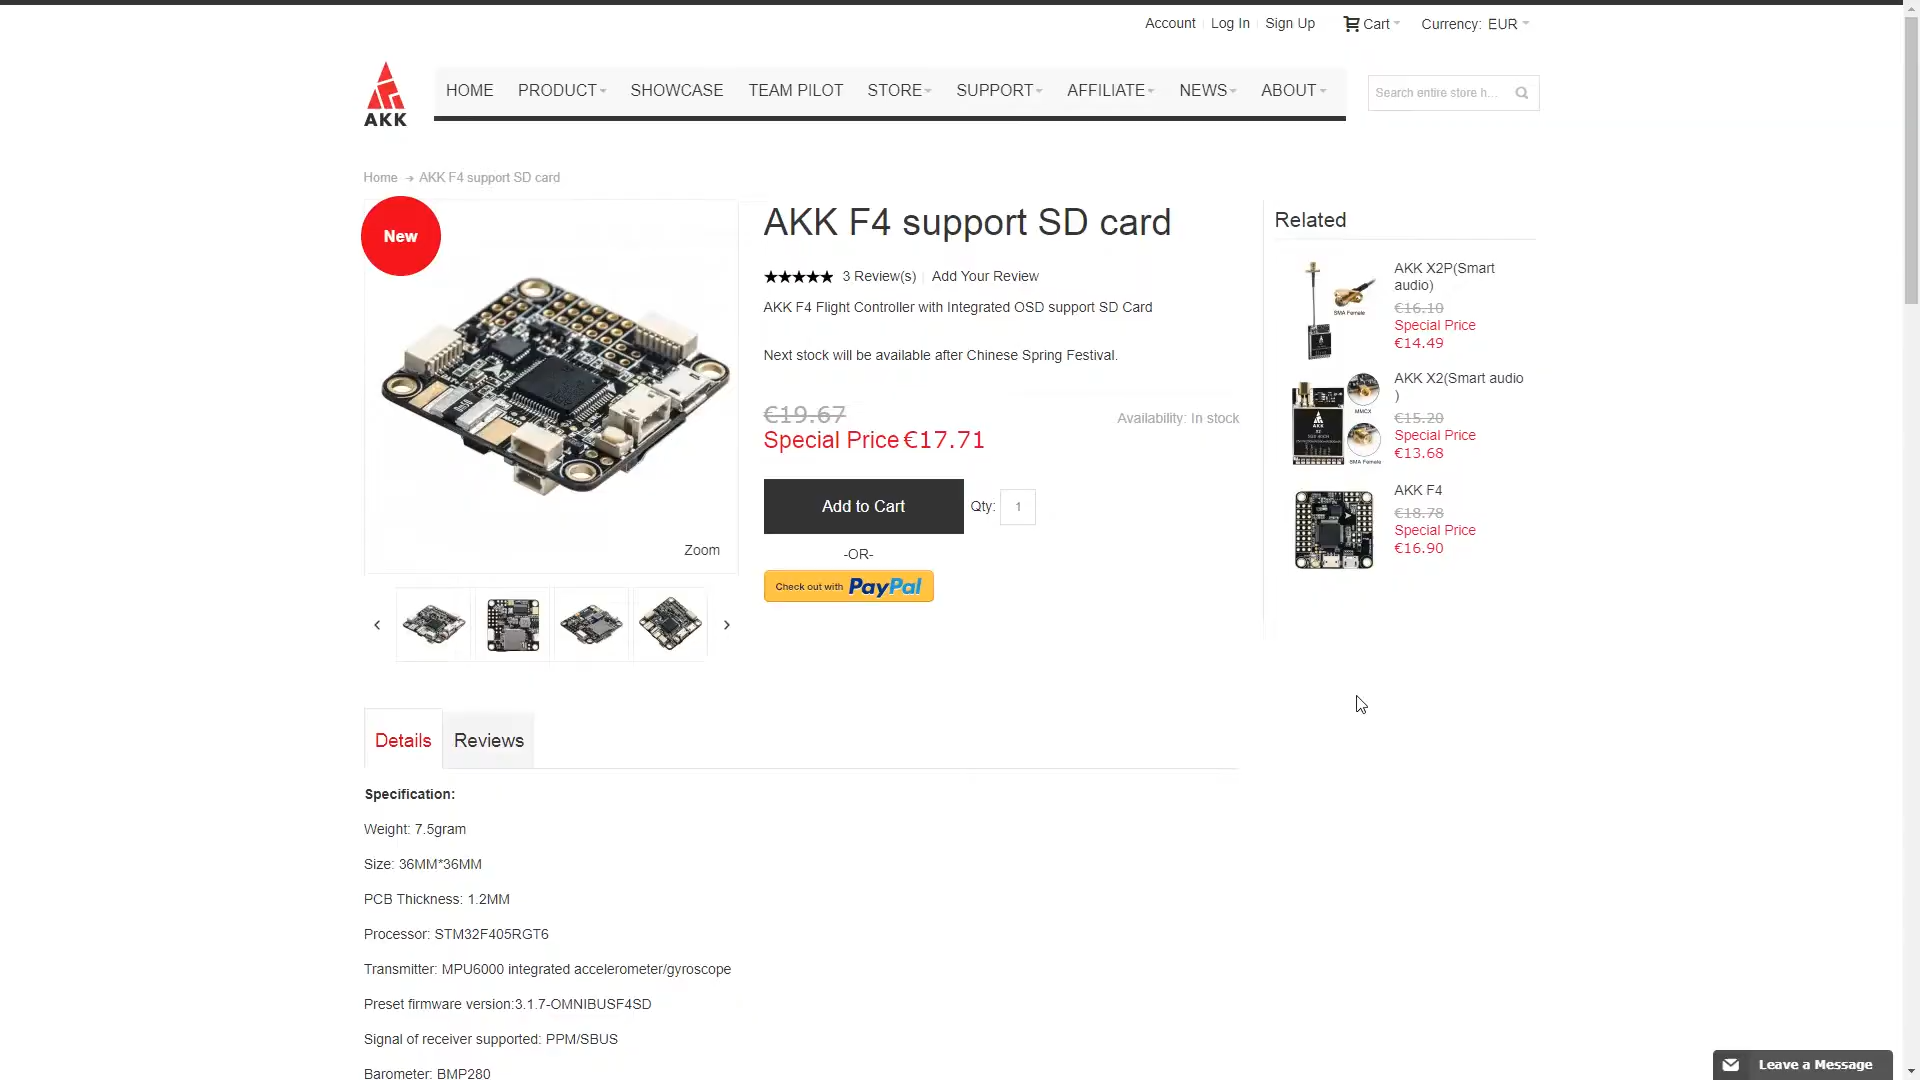 Account
Log In
Sign Up
Cart
Currency: EUR
AKK
HOME
PRODUCT
SHOWCASE
TEAM PILOT
STORE
SUPPORT
AFFILIATE
NEWS
ABOUT
Search entire store h...
Home → AKK F4 support SD card
New
Zoom
AKK F4 support SD card
★★★★★ 3 Review(s) Add Your Review
AKK F4 Flight Controller with Integrated OSD support SD Card
Next stock will be available after Chinese Spring Festival.
€19.67
Availability: In stock
Special Price €17.71
Add to Cart
Qty: 1
-OR-
Check out with PayPal
Related
SMA Female
AKK X2P(Smart
audio)
€16.10
Special Price
€14.49
AKK
MMCX
SMA Female
AKK X2(Smart audio
)
€15.20
Special Price
€13.68
AKK F4
€18.78
Special Price
€16.90
Details
Reviews
Specification:
Weight: 7.5gram
Size: 36MM*36MM
PCB Thickness: 1.2MM
Processor: STM32F405RGT6
Transmitter: MPU6000 integrated accelerometer/gyroscope
Preset firmware version:3.1.7-OMNIBUSF4SD
Signal of receiver supported: PPM/SBUS
Barometer: BMP280
Leave a Message